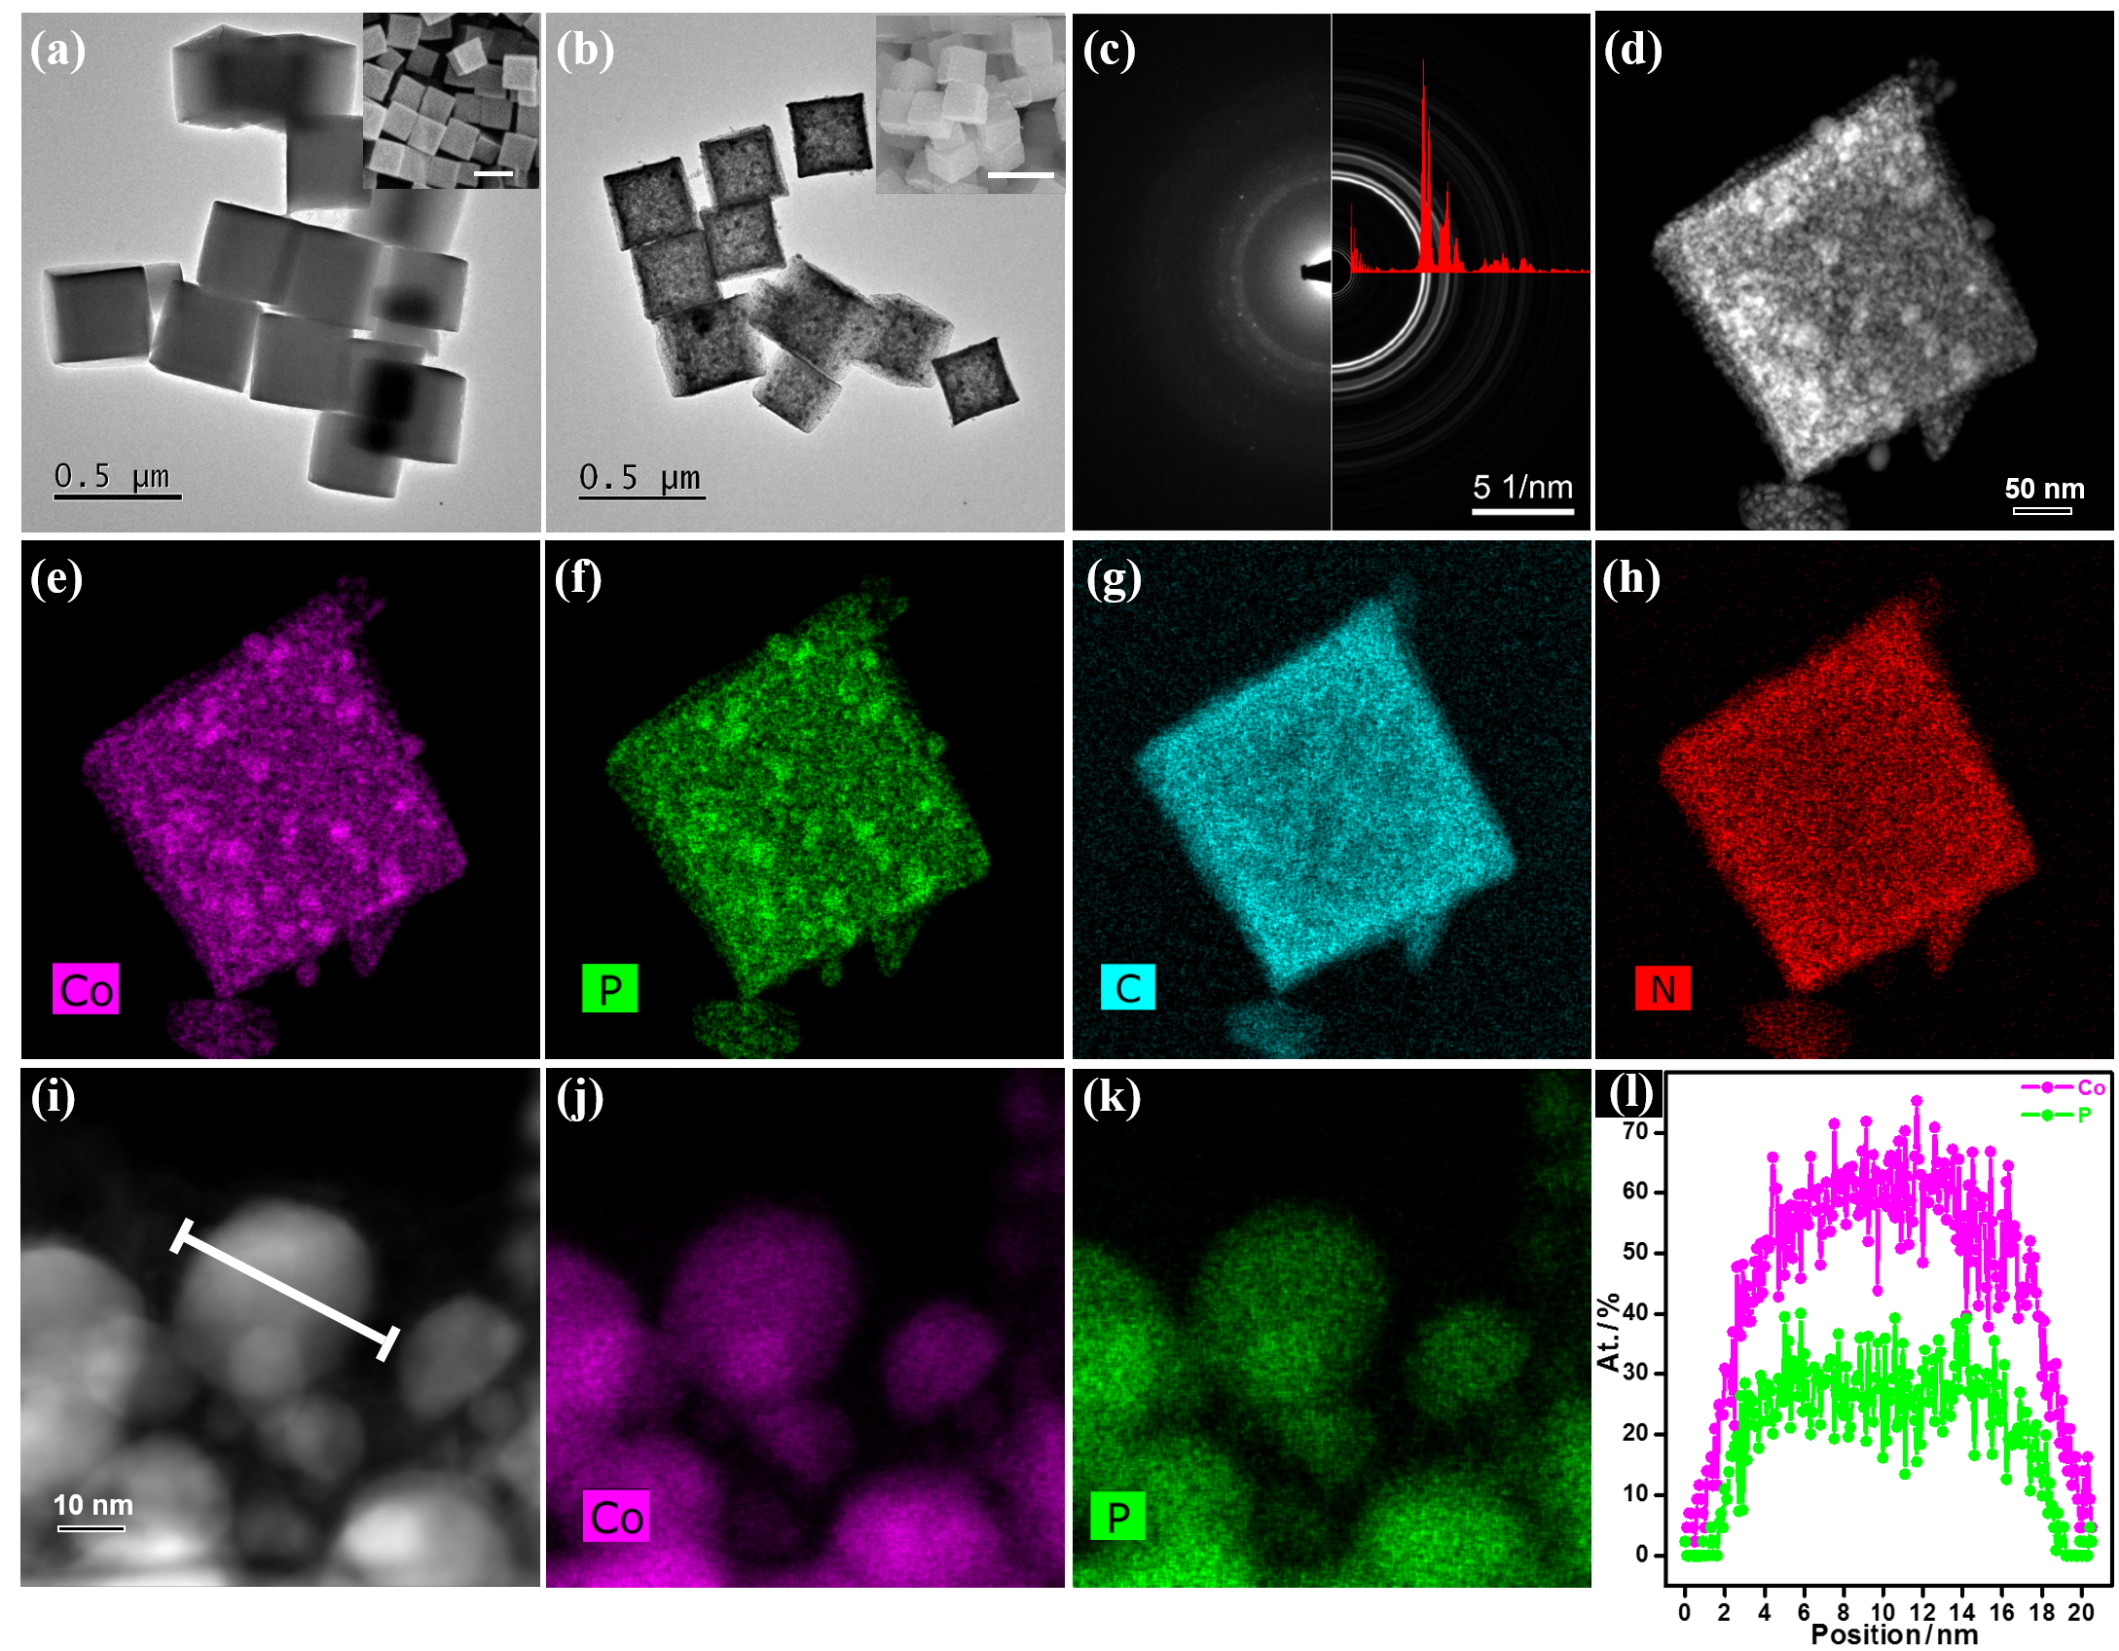 (a)
0.5 µm
(b)
0.5 µm
(c)
5 1/nm
(d)
50 nm
(e)
Co
(f)
P
(g)
C
(h)
N
(i)
10 nm
(j)
Co
(k)
P
(l)
Co
P
70
60
50
40
30
20
10
0
At./%
0 2 4 6 8 10 12 14 16 18 20
Position/nm